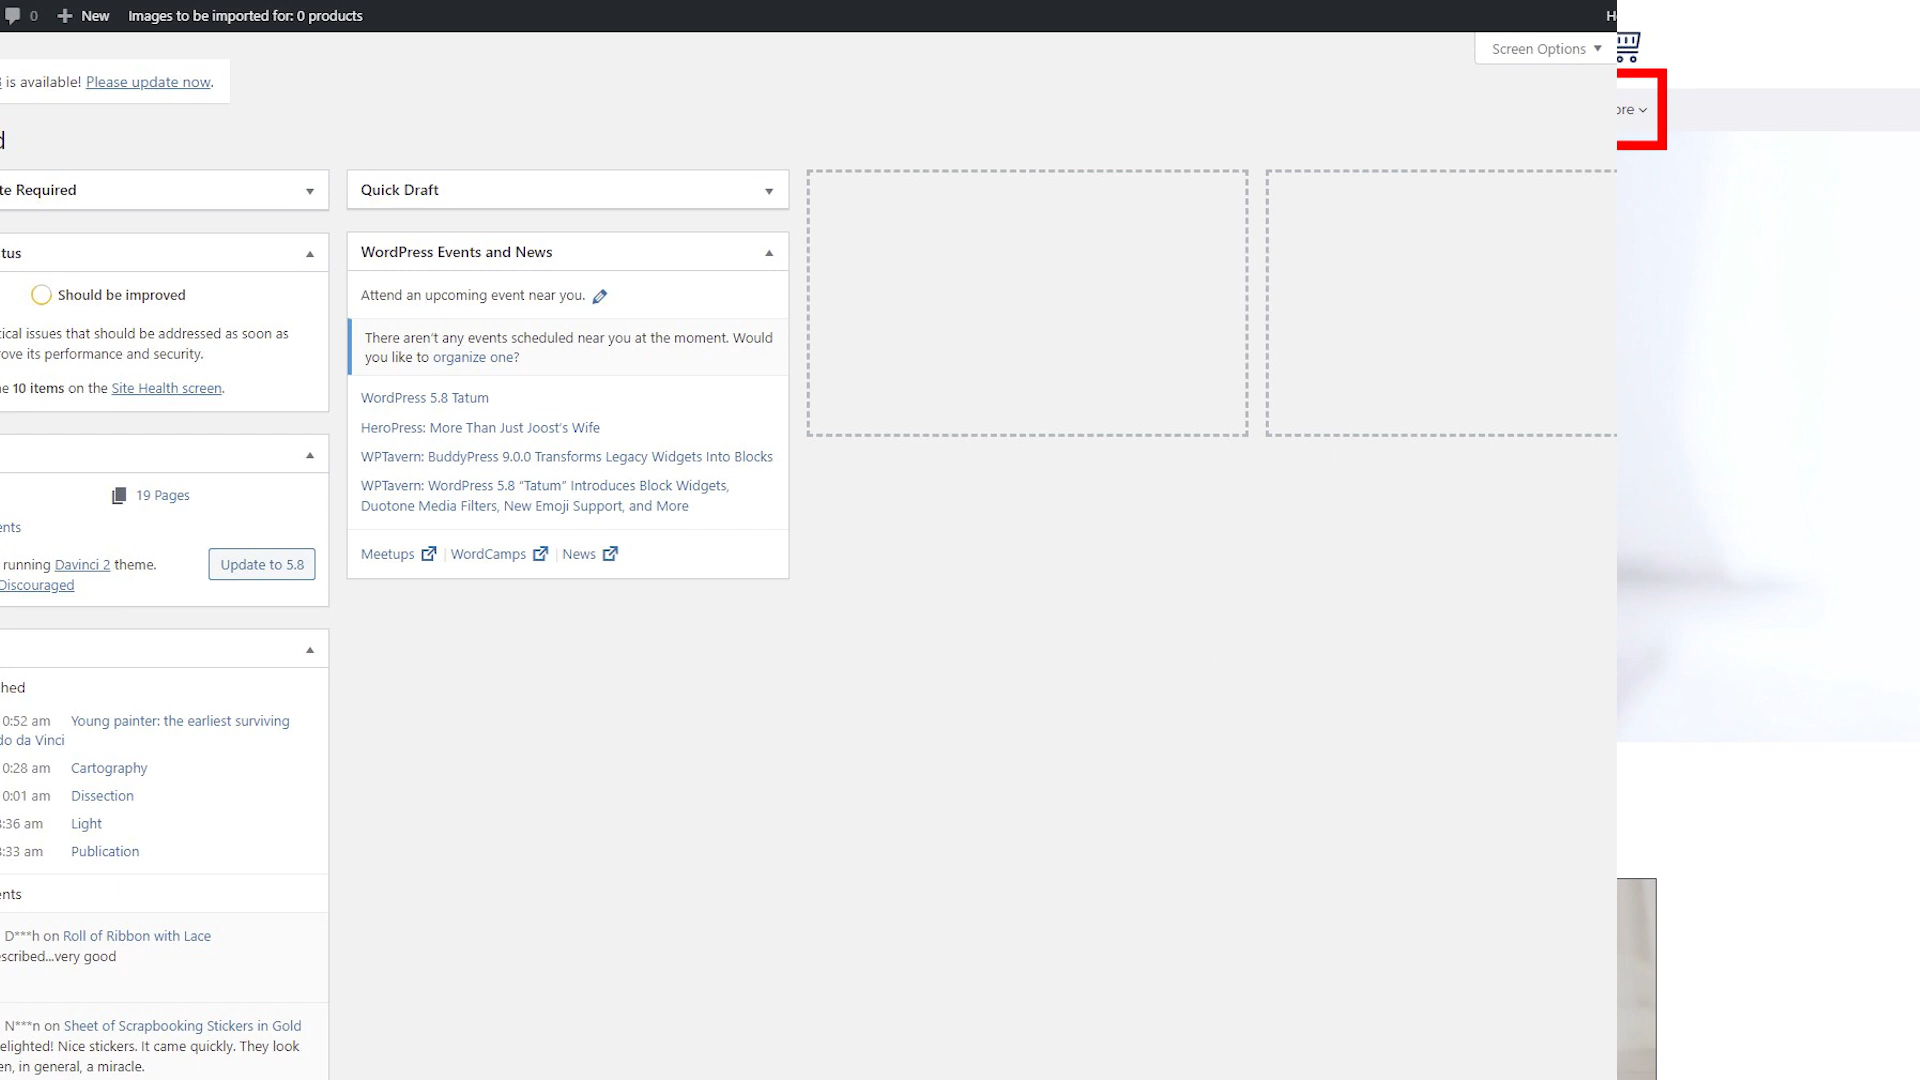 0 New Images to be imported for: 0 products
Screen Options
is available! Please update now.
te Required
Quick Draft
tus
WordPress Events and News
Should be improved
Attend an upcoming event near you.
tical issues that should be addressed as soon as
ove its performance and security.
There aren't any events scheduled near you at the moment. Would
you like to organize one?
e 10 items on the Site Health screen.
WordPress 5.8 Tatum
HeroPress: More Than Just Joost's Wife
WPTavern: BuddyPress 9.0.0 Transforms Legacy Widgets Into Blocks
WPTavern: WordPress 5.8 “Tatum” Introduces Block Widgets,
Duotone Media Filters, New Emoji Support, and More
19 Pages
ents
Meetups WordCamps News
running Davinci 2 theme.
Update to 5.8
Discouraged
hed
0:52 am Young painter: the earliest surviving
do da Vinci
0:28 am Cartography
0:01 am Dissection
:36 am Light
:33 am Publication
ents
D***h on Roll of Ribbon with Lace
escribed...very good
N***n on Sheet of Scrapbooking Stickers in Gold
elighted! Nice stickers. It came quickly. They look
en, in general, a miracle.
ore